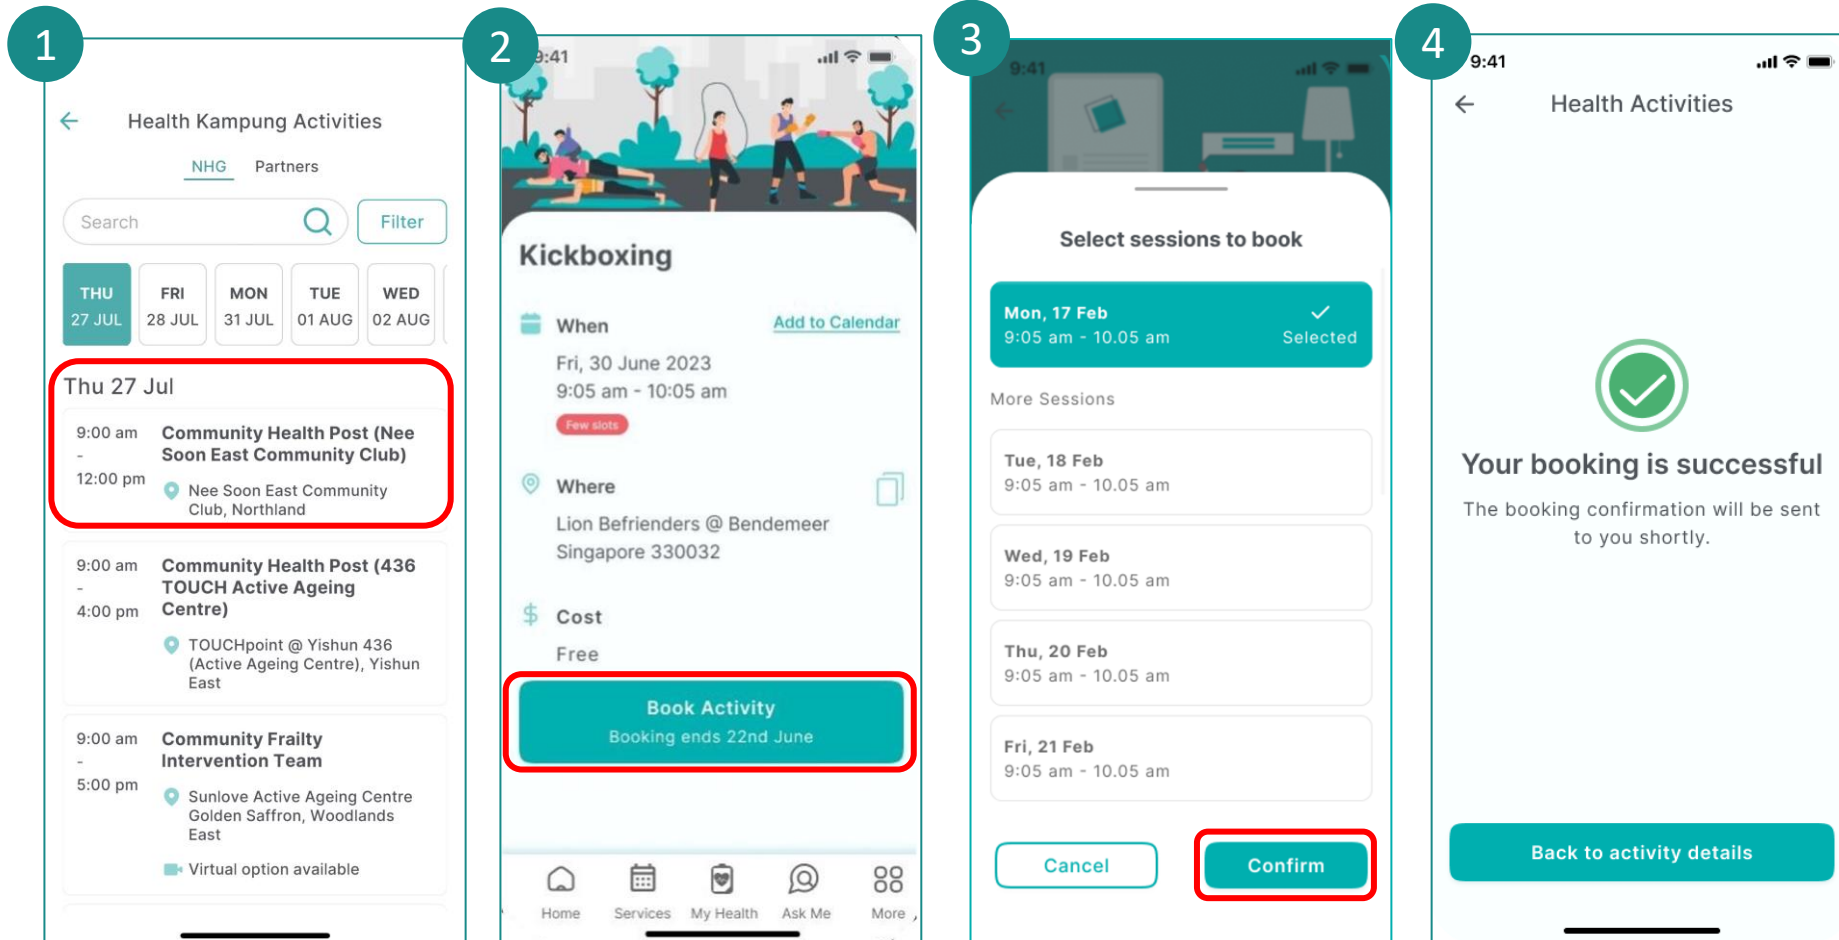 1
Health Kampung Activities
NHG Partners
Search
Filter
THU FRI MON TUE WED
27 JUL 28 JUL 31 JUL 01 AUG 02 AUG
Thu 27 Jul
9:00 am
-
12:00 pm
Community Health Post (Nee
Soon East Community Club)
Nee Soon East Community
Club, Northland
9:00 am
-
4:00 pm
Community Health Post (436
TOUCH Active Ageing
Centre)
TOUCHpoint @ Yishun 436
(Active Ageing Centre), Yishun
East
9:00 am
-
5:00 pm
Community Frailty
Intervention Team
Sunlove Active Ageing Centre
Golden Saffron, Woodlands
East
Virtual option available
2
9:41
Kickboxing
When
Add to Calendar
Fri, 30 June 2023
9:05 am - 10:05 am
Few slots
Where
Lion Befrienders @ Bendemeer
Singapore 330032
$ Cost
Free
Book Activity
Booking ends 22nd June
Home Services My Health Ask Me More
3
9:41
Select sessions to book
Mon, 17 Feb
9:05 am - 10.05 am
Selected
More Sessions
Tue, 18 Feb
9:05 am - 10.05 am
Wed, 19 Feb
9:05 am - 10.05 am
Thu, 20 Feb
9:05 am - 10.05 am
Fri, 21 Feb
9:05 am - 10.05 am
Cancel
Confirm
4
9:41
Health Activities
Your booking is successful
The booking confirmation will be sent
to you shortly.
Back to activity details